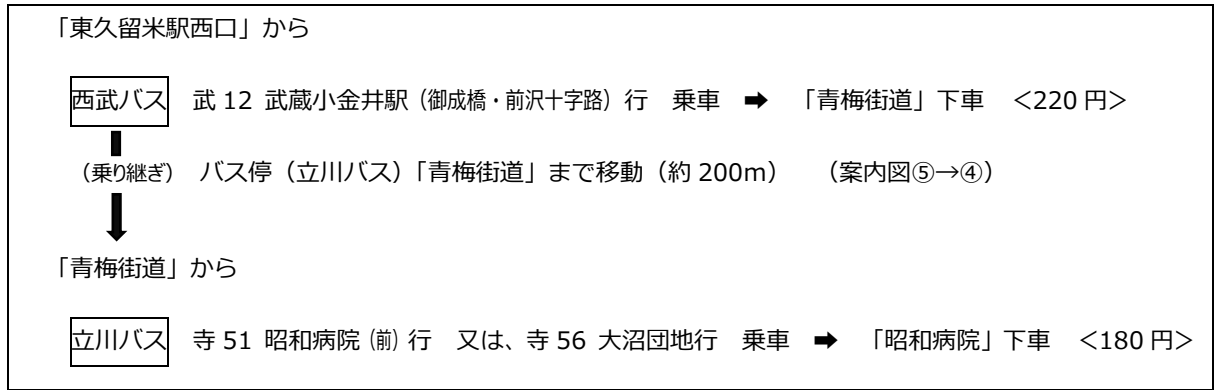 「東久留米駅西口」から
西武バス 武 12 武蔵小金井駅（御成橋・前沢十字路）行 乗車 ➡ 「青梅街道」下車 ＜220 円＞
（乗り継ぎ） バス停（立川バス）「青梅街道」まで移動（約 200m） （案内図⑤→④）
「青梅街道」から
立川バス 寺 51 昭和病院（前）行 又は、寺 56 大沼団地行 乗車 ➡ 「昭和病院」下車 ＜180 円＞